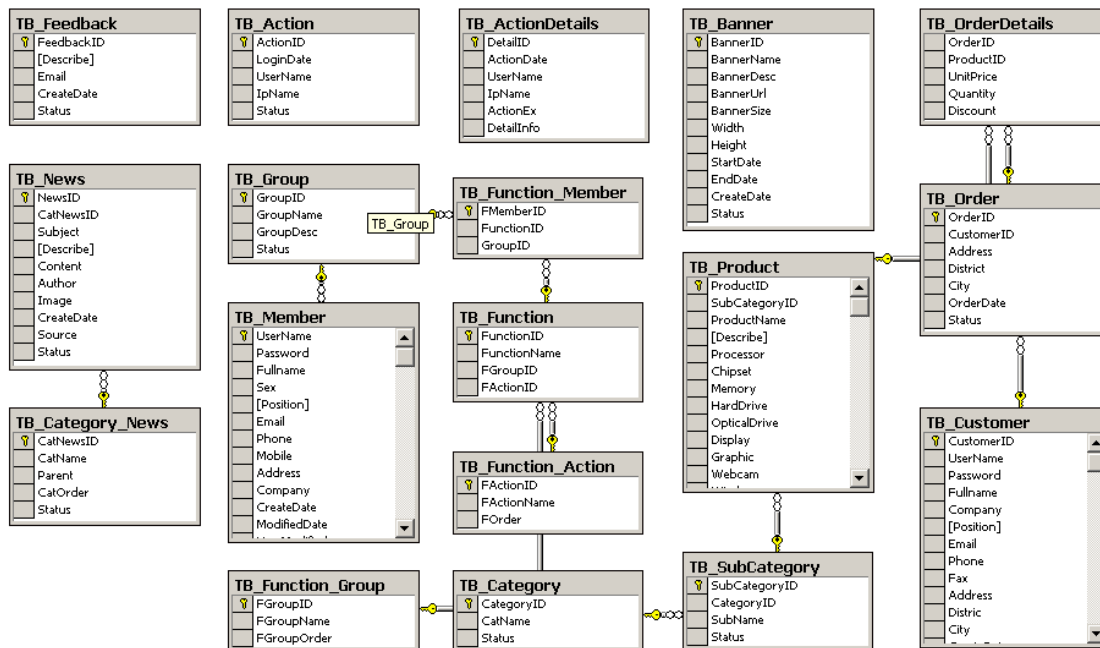 TB_Feedback
FeedbackID
[Describe]
Email
CreateDate
Status
TB_Action
ActionID
LoginDate
UserName
IpName
Status
TB_ActionDetails
DetailID
ActionDate
UserName
IpName
ActionEx
DetailInfo
TB_Banner
BannerID
BannerName
BannerDesc
BannerUrl
BannerSize
Width
Height
StartDate
EndDate
CreateDate
Status
TB_OrderDetails
OrderID
ProductID
UnitPrice
Quantity
Discount
TB_News
NewsID
CatNewsID
Subject
[Describe]
Content
Author
Image
CreateDate
Source
Status
TB_Group
GroupID
GroupName
GroupDesc
Status
TB_Group
TB_Function_Member
FMemberID
FunctionID
GroupID
TB_Order
OrderID
CustomerID
Address
District
City
OrderDate
Status
TB_Product
ProductID
SubCategoryID
ProductName
[Describe]
Processor
Chipset
Memory
HardDrive
OpticalDrive
Display
Graphic
Webcam
TB_Member
UserName
Password
Fullname
Sex
[Position]
Email
Phone
Mobile
Address
Company
CreateDate
ModifiedDate
TB_Function
FunctionID
FunctionName
FGroupID
FActionID
TB_Category_News
CatNewsID
CatName
Parent
CatOrder
Status
TB_Function_Action
FActionID
FActionName
FOrder
TB_Customer
CustomerID
UserName
Password
Fullname
Company
[Position]
Email
Phone
Fax
Address
Distric
City
TB_Function_Group
FGroupID
FGroupName
FGroupOrder
TB_Category
CategoryID
CatName
Status
TB_SubCategory
SubCategoryID
CategoryID
SubName
Status